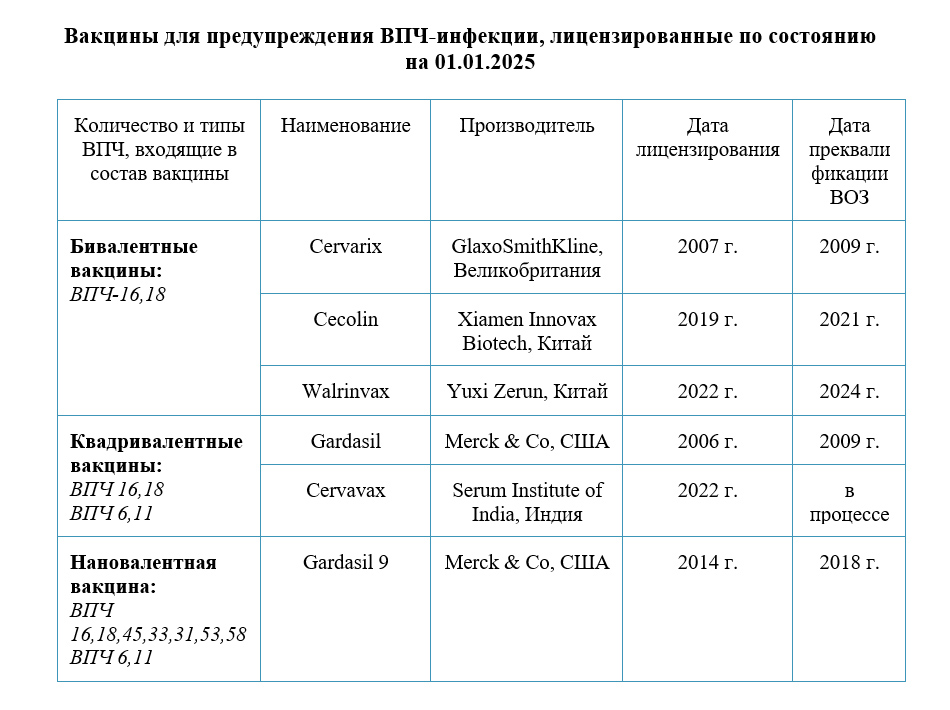 Вакцины для предупреждения ВПЧ-инфекции, лицензированные по состоянию
на 01.01.2025
Количество и типы
ВПЧ, входящие в
состав вакцины
Наименование
Производитель
Дата
лицензирования
Дата
преквали
фикации
ВОЗ
Бивалентные
вакцины:
ВПЧ-16,18
Cervarix
GlaxoSmithKline,
Великобритания
2007 г.
2009 г.
Cecolin
Xiamen Innovax
Biotech, Китай
2019 г.
2021 г.
Walrinvax
Yuxi Zerun, Китай
2022 г.
2024 г.
Квадривалентные
вакцины:
ВПЧ 16,18
ВПЧ 6,11
Gardasil
Merck & Co, США
2006 г.
2009 г.
Cervavax
Serum Institute of
India, Индия
2022 г.
в
процессе
Нановалентная
вакцина:
ВПЧ
16,18,45,33,31,53,58
ВПЧ 6,11
Gardasil 9
Merck & Co, США
2014 г.
2018 г.